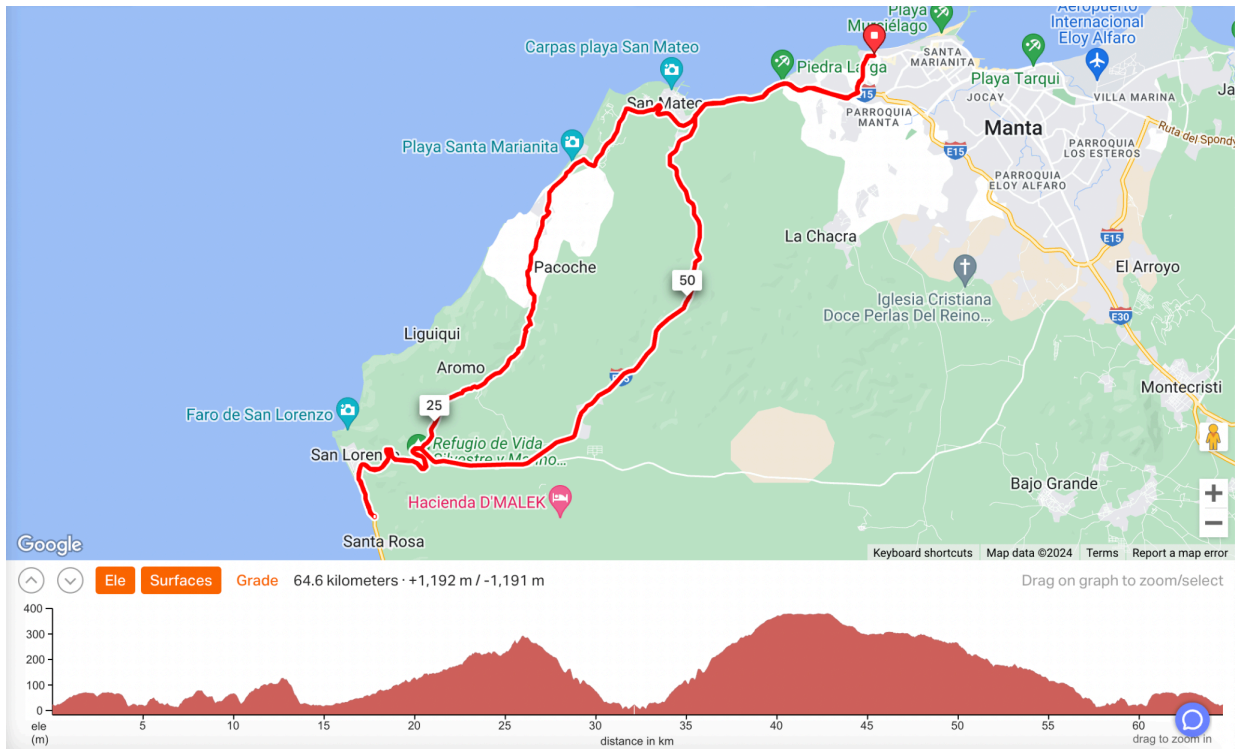 Playa
Murciélago
Aeropuerto
Internacional
Eloy Alfaro
Carpas playa San Mateo
SANTA
MARIANITA
Piedra Larga
Playa Tarqui
San Mateo
E15
JOCAY
VILLA MARINA
Ja
PARROQUIA
MANTA
Manta
Ruta del Spondy
Playa Santa Marianita
E15
PARROQUIA
LOS ESTEROS
PARROQUIA
ELOY ALFARO
La Chacra
E15
Pacoche
El Arroyo
50
Iglesia Cristiana
Doce Perlas Del Reino...
E30
Liguiqui
Aromo
Montecristi
25
Faro de San Lorenzo
Refugio de Vida
Silvestre y Marino...
San Loren
Bajo Grande
Hacienda D'MALEK
Santa Rosa
Google
Keyboard shortcuts Map data ©2024 Terms Report a map error
Ele Surfaces Grade 64.6 kilometers · +1,192 m / -1,191 m Drag on graph to zoom/select
400
300
200
100
0
ele
(m)
5 10 15 20 25 30 35 40 45 50 55 60
distance in km
drag to zoom in